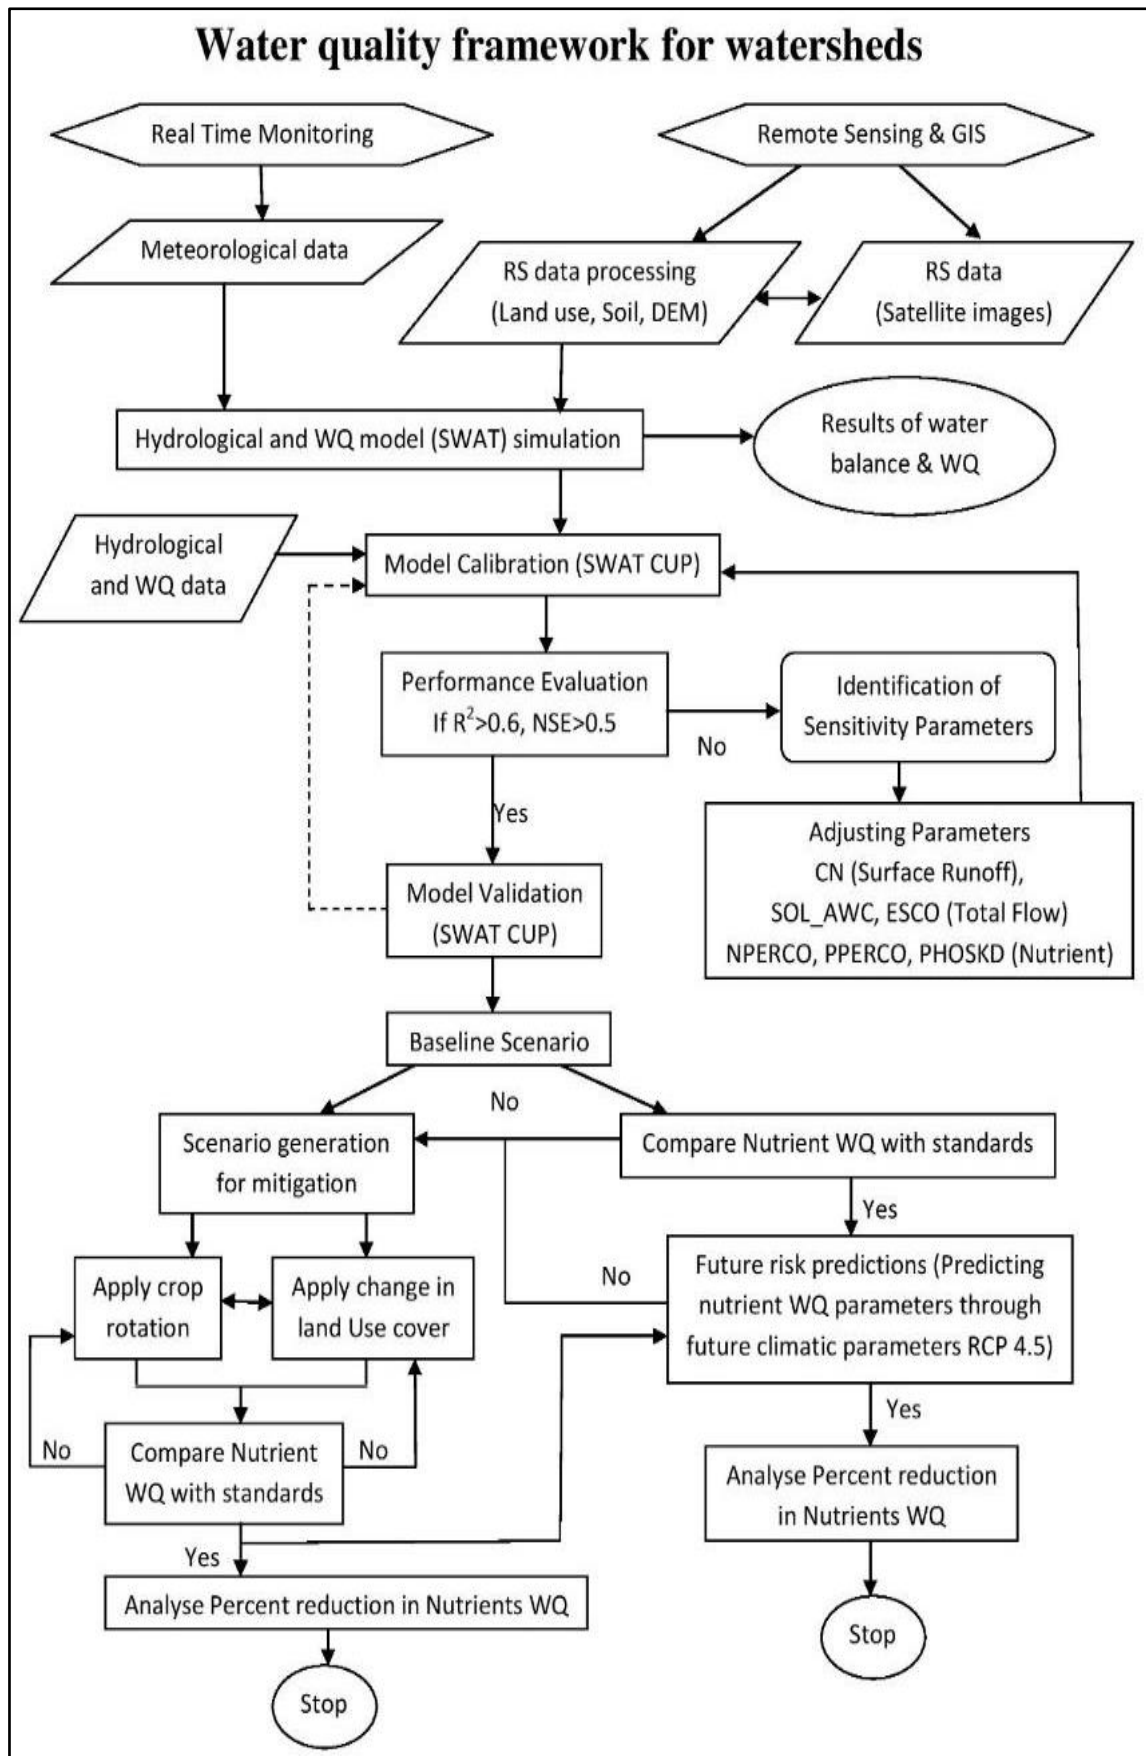 Water quality framework for watersheds
Real Time Monitoring
Remote Sensing & GIS
Meteorological data
RS data processing
(Land use, Soil, DEM)
RS data
(Satellite images)
Hydrological and WQ model (SWAT) simulation
Results of water
balance & WQ
Hydrological
and WQ data
Model Calibration (SWAT CUP)
Performance Evaluation
If R²>0.6, NSE>0.5
No
Identification of
Sensitivity Parameters
Yes
Adjusting Parameters
CN (Surface Runoff),
SOL_AWC, ESCO (Total Flow)
NPERCO, PPERCO, PHOSKD (Nutrient)
Model Validation
(SWAT CUP)
Baseline Scenario
No
Scenario generation
for mitigation
Compare Nutrient WQ with standards
Yes
Apply crop
rotation
Apply change in
land Use cover
No
Future risk predictions (Predicting
nutrient WQ parameters through
future climatic parameters RCP 4.5)
Yes
No
Compare Nutrient
WQ with standards
No
Analyse Percent reduction
in Nutrients WQ
Yes
Analyse Percent reduction in Nutrients WQ
Stop
Stop